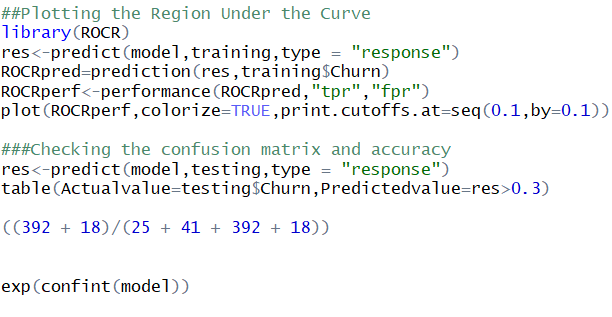 ##Plotting the Region Under the Curve
library(ROCR)
res<-predict(model,training,type = "response")
ROCRpred=prediction(res,training$Churn)
ROCRperf<-performance(ROCRpred,"tpr","fpr")
plot(ROCRperf,colorize=TRUE,print.cutoffs.at=seq(0.1,by=0.1))
###Checking the confusion matrix and accuracy
res<-predict(model,testing,type = "response")
table(Actualvalue=testing$Churn,Predictedvalue=res>0.3)
((392 + 18)/(25 + 41 + 392 + 18))
exp(confint(model))